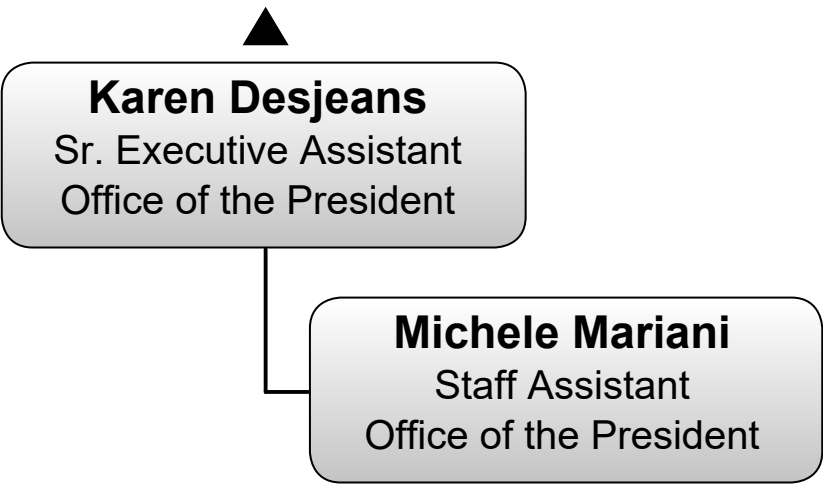 Karen Desjeans
Sr. Executive Assistant
Office of the President
Michele Mariani
Staff Assistant
Office of the President